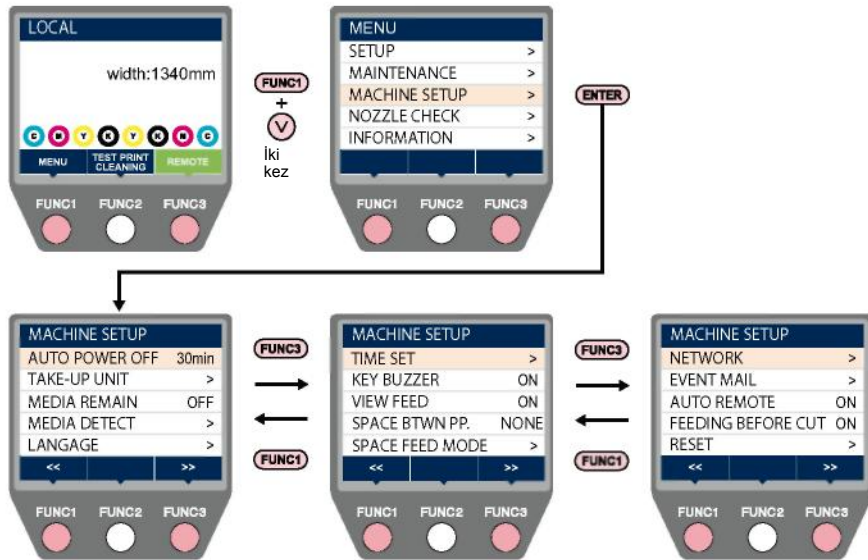 LOCAL
width:1340mm
C M Y K Y K M C
MENU TEST PRINT CLEANING REMOTE
FUNC1 FUNC2 FUNC3
FUNC1
+
İki
kez
MENU
SETUP >
MAINTENANCE >
MACHINE SETUP >
NOZZLE CHECK >
INFORMATION >
FUNC1 FUNC2 FUNC3
ENTER
MACHINE SETUP
AUTO POWER OFF 30min
TAKE-UP UNIT >
MEDIA REMAIN OFF
MEDIA DETECT >
LANGAGE >
<< >>
FUNC1 FUNC2 FUNC3
FUNC3
FUNC1
MACHINE SETUP
TIME SET >
KEY BUZZER ON
VIEW FEED ON
SPACE BTWN PP. NONE
SPACE FEED MODE >
<< >>
FUNC1 FUNC2 FUNC3
FUNC3
FUNC1
MACHINE SETUP
NETWORK >
EVENT MAIL >
AUTO REMOTE ON
FEEDING BEFORE CUT ON
RESET >
<< >>
FUNC1 FUNC2 FUNC3